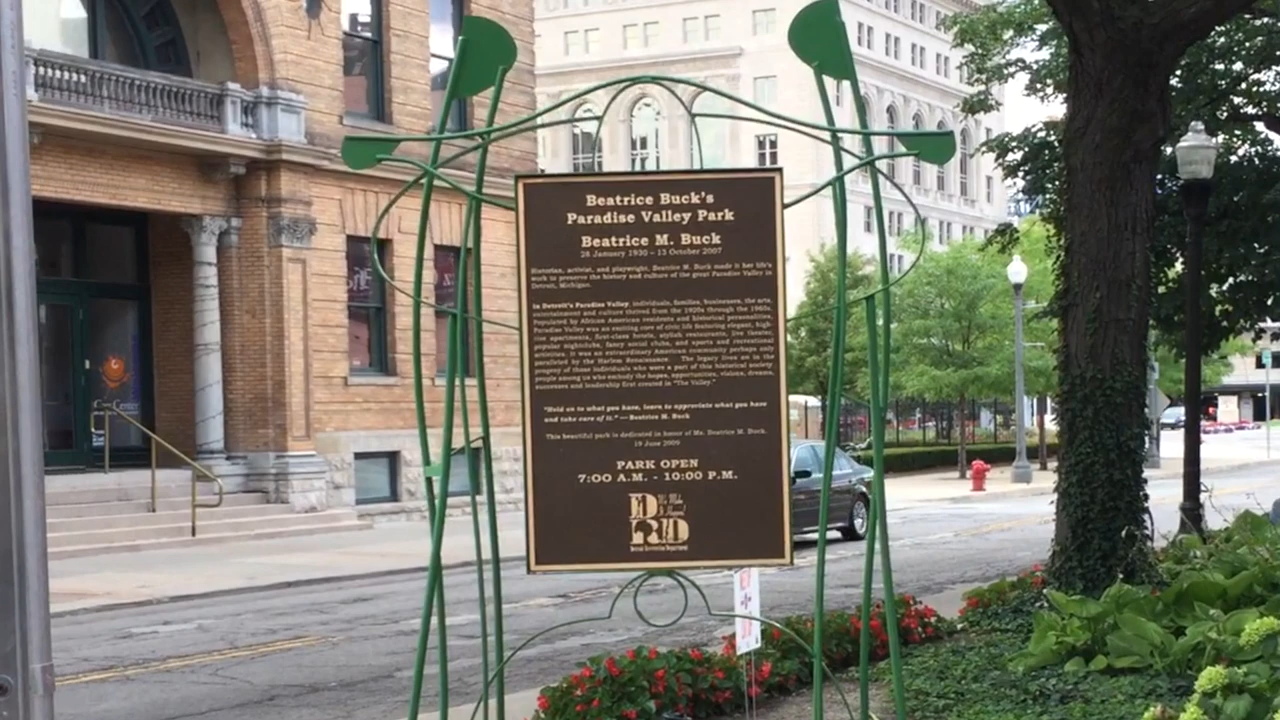 Beatrice Buck's
Paradise Valley Park
Beatrice M. Buck
28 January 1930 – 13 October 2007
Historian, activist, and playwright, Beatrice M. Buck made it her life's
work to preserve the history and culture of the great Paradise Valley in
Detroit, Michigan.
In Detroit's Paradise Valley, individuals, families, businesses, the arts,
entertainment and culture thrived from the 1920s through the 1960s.
Populated by African American residents and historical personalities,
Paradise Valley was an exciting core of civic life featuring elegant, high-
rise apartments, first-class hotels, stylish restaurants, live theater,
popular nightclubs, fancy social clubs, and sports and recreational
activities. It was an extraordinary American community perhaps only
paralleled by the Harlem Renaissance. The legacy lives on in the
progeny of those individuals who were a part of this historical society
people among us who embody the hopes, opportunities, visions, dreams,
successes and leadership first created in "The Valley."
"Hold on to what you have, learn to appreciate what you have
and take care of it." — Beatrice M. Buck
This beautiful park is dedicated in honor of Ms. Beatrice M. Buck.
19 June 2009
PARK OPEN
7:00 A.M. - 10:00 P.M.
We Make
It Happen!
DRD
Detroit Recreation Department